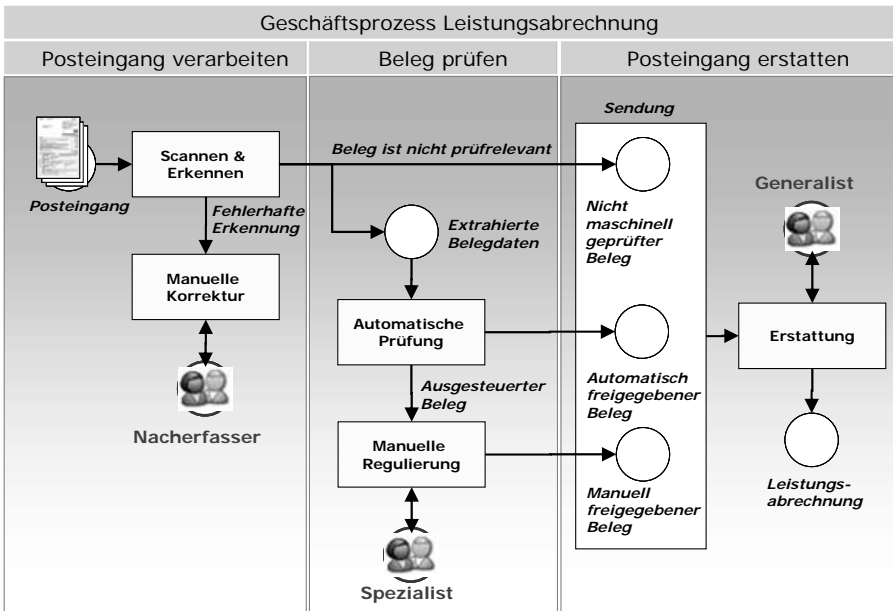 Geschäftsprozess Leistungsabrechnung
Posteingang verarbeiten
Beleg prüfen
Posteingang erstatten
Posteingang
Scannen &
Erkennen
Fehlerhafte
Erkennung
Manuelle
Korrektur
Nacherfasser
Beleg ist nicht prüfrelevant
Extrahierte
Belegdaten
Automatische
Prüfung
Ausgesteuerter
Beleg
Manuelle
Regulierung
Spezialist
Sendung
Nicht
maschinell
geprüfter
Beleg
Automatisch
freigegebener
Beleg
Manuell
freigegebener
Beleg
Generalist
Erstattung
Leistungs-
abrechnung